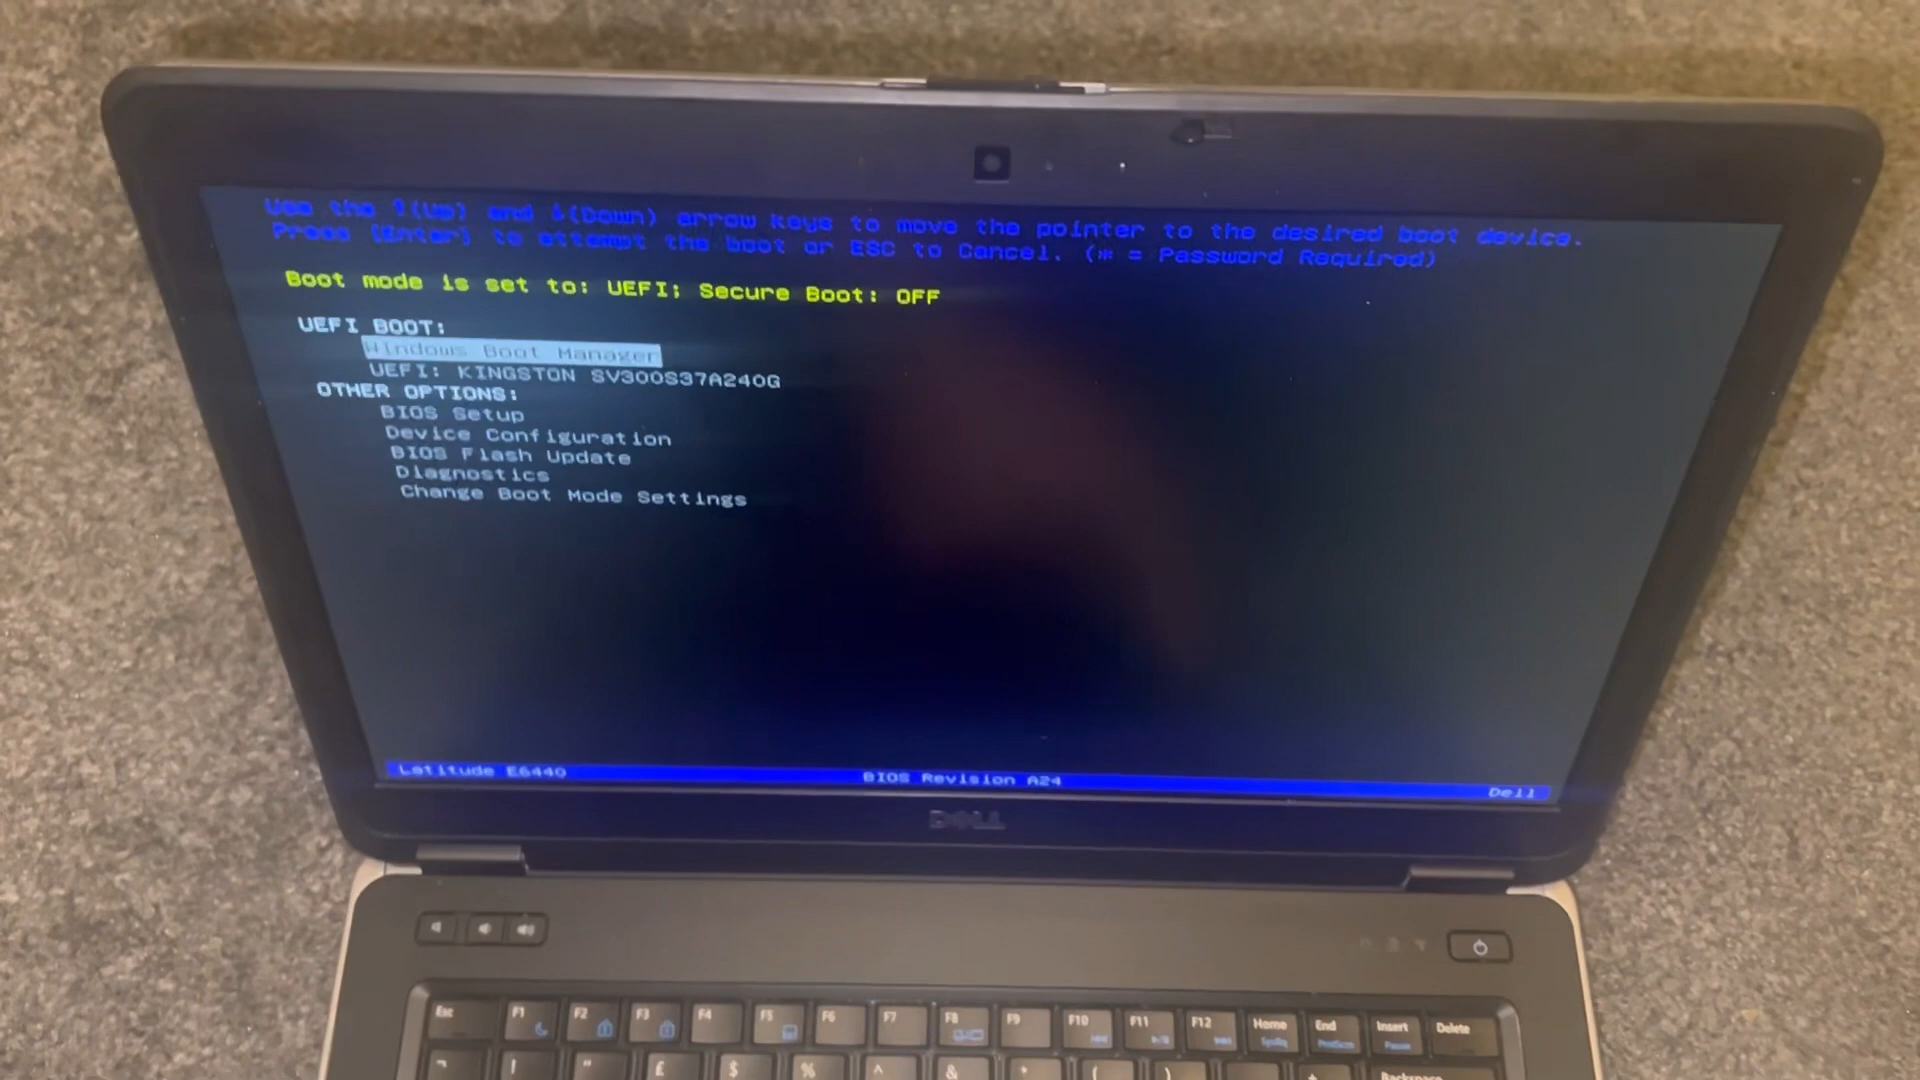 Use the ↑(Up) and ↓(Down) arrow keys to move the pointer to the desired boot device.
Press [Enter] to attempt the boot or ESC to Cancel. (* = Password Required)
Boot mode is set to: UEFI; Secure Boot: OFF
UEFI BOOT:
Windows Boot Manager
UEFI: KINGSTON SV300S37A240G
OTHER OPTIONS:
BIOS Setup
Device Configuration
BIOS Flash Update
Diagnostics
Change Boot Mode Settings
Latitude E6440 BIOS Revision A24 Dell
DELL
Esc F1 F2 F3 F4 F5 F6 F7 F8 F9 F10 F11 F12 Home End Insert Delete
SysRq PrntScrn Pause
¬ ! " £ $ % ^ & * ( ) + Backspace